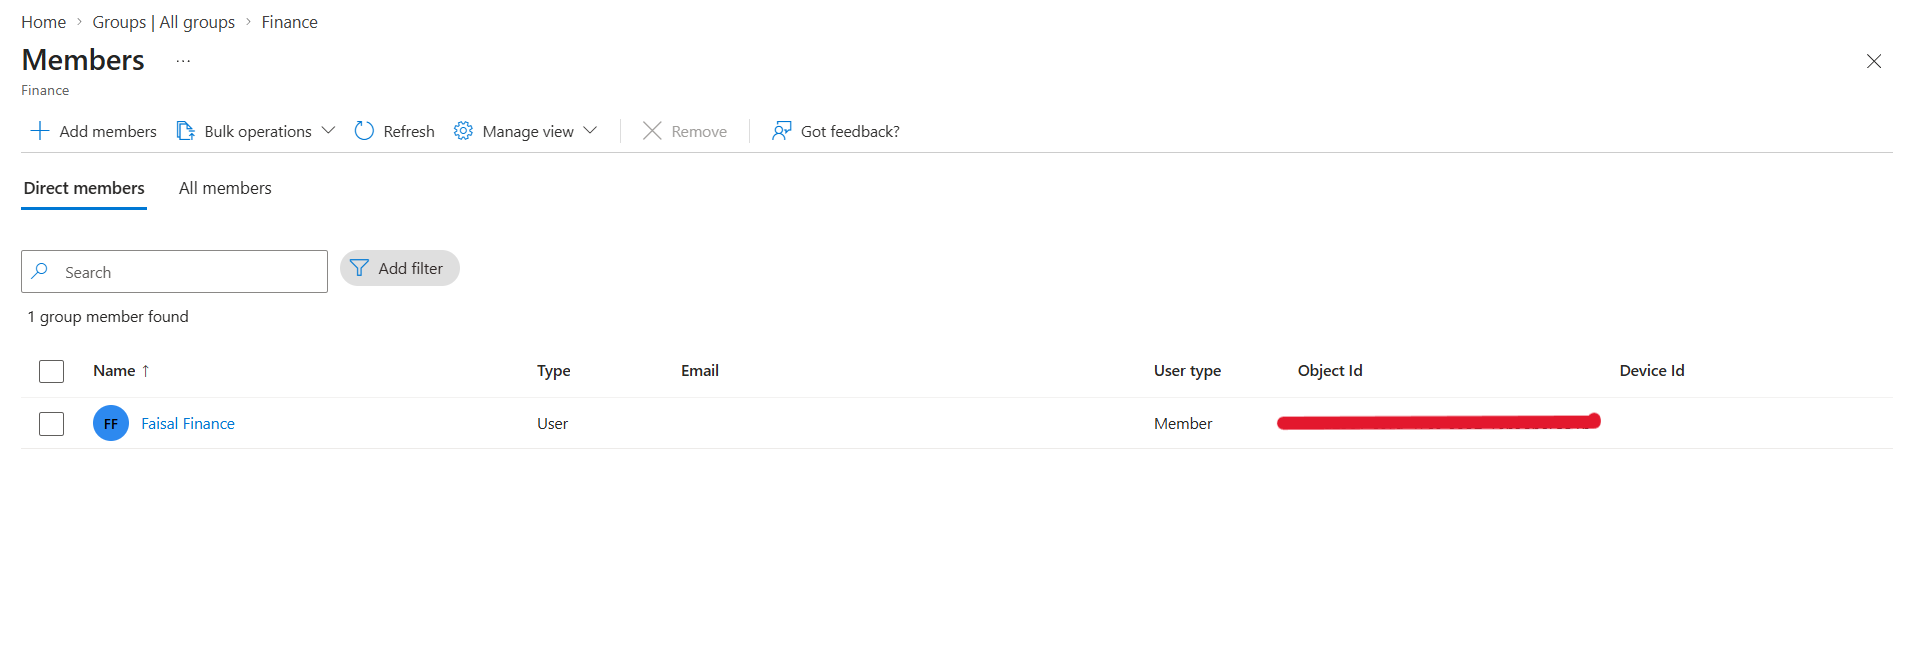 Home > Groups | All groups > Finance
Members ...
Finance
Add members Bulk operations Refresh Manage view Remove Got feedback?
Direct members All members
Search Add filter
1 group member found
Name ↑ Type Email User type Object Id Device Id
FF Faisal Finance User Member